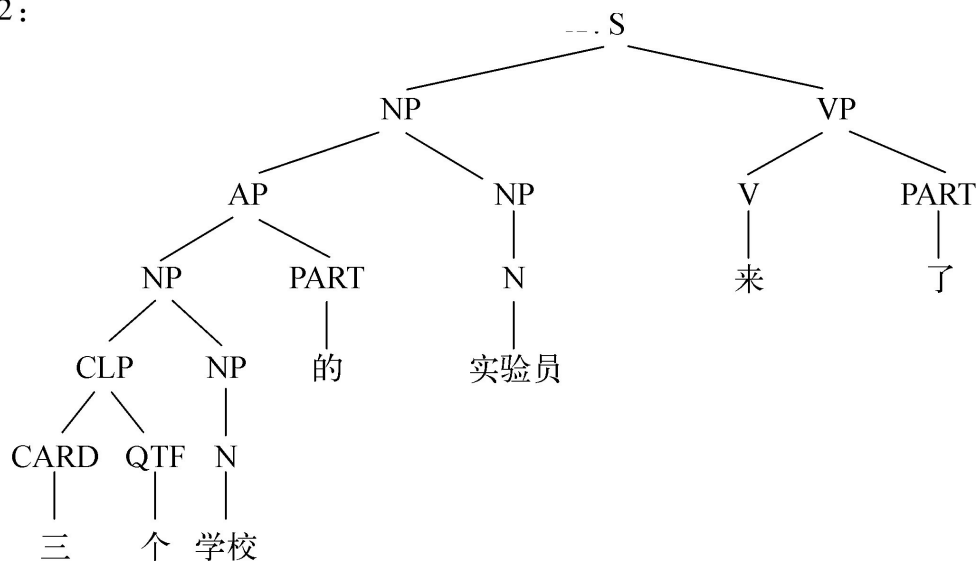 2：
S
NP VP
AP NP V PART
NP PART N 来 了
CLP NP 的 实验员
CARD QTF N
三 个 学校